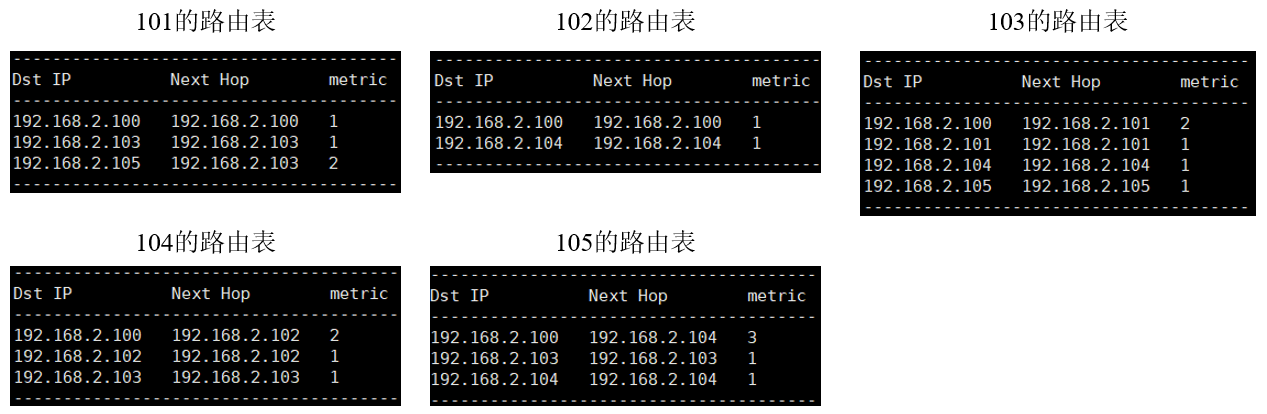 101的路由表
---------------------------------------
Dst IP          Next Hop        metric
---------------------------------------
192.168.2.100   192.168.2.100   1
192.168.2.103   192.168.2.103   1
192.168.2.105   192.168.2.103   2
---------------------------------------
102的路由表
---------------------------------------
Dst IP          Next Hop        metric
---------------------------------------
192.168.2.100   192.168.2.100   1
192.168.2.104   192.168.2.104   1
---------------------------------------
103的路由表
---------------------------------------
Dst IP          Next Hop        metric
---------------------------------------
192.168.2.100   192.168.2.101   2
192.168.2.101   192.168.2.101   1
192.168.2.104   192.168.2.104   1
192.168.2.105   192.168.2.105   1
---------------------------------------
104的路由表
---------------------------------------
Dst IP          Next Hop        metric
---------------------------------------
192.168.2.100   192.168.2.102   2
192.168.2.102   192.168.2.102   1
192.168.2.103   192.168.2.103   1
---------------------------------------
105的路由表
---------------------------------------
Dst IP          Next Hop        metric
---------------------------------------
192.168.2.100   192.168.2.104   3
192.168.2.103   192.168.2.103   1
192.168.2.104   192.168.2.104   1
---------------------------------------